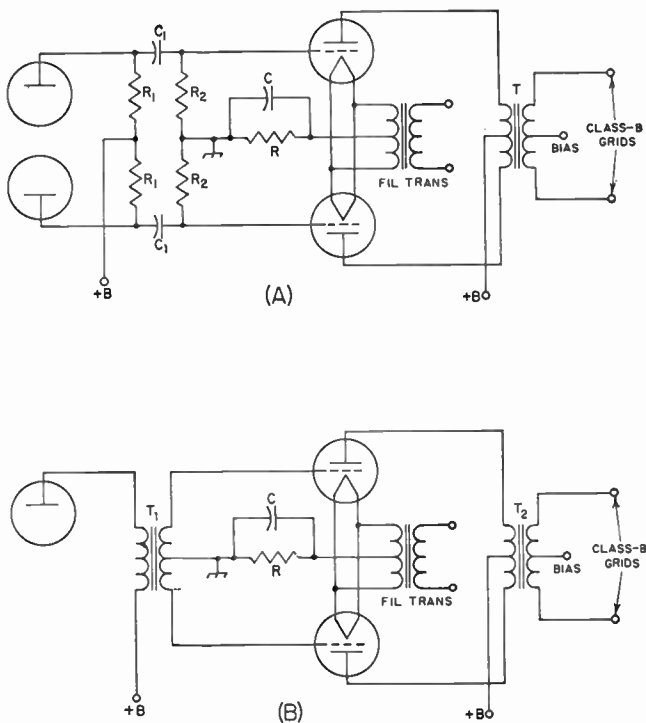 C1
R1
R2
C
R
R1
R2
C1
+B
FIL TRANS
T
CLASS-B
GRIDS
BIAS
+B
(A)
T1
C
R
FIL TRANS
T2
CLASS-B
GRIDS
BIAS
+B
+B
(B)